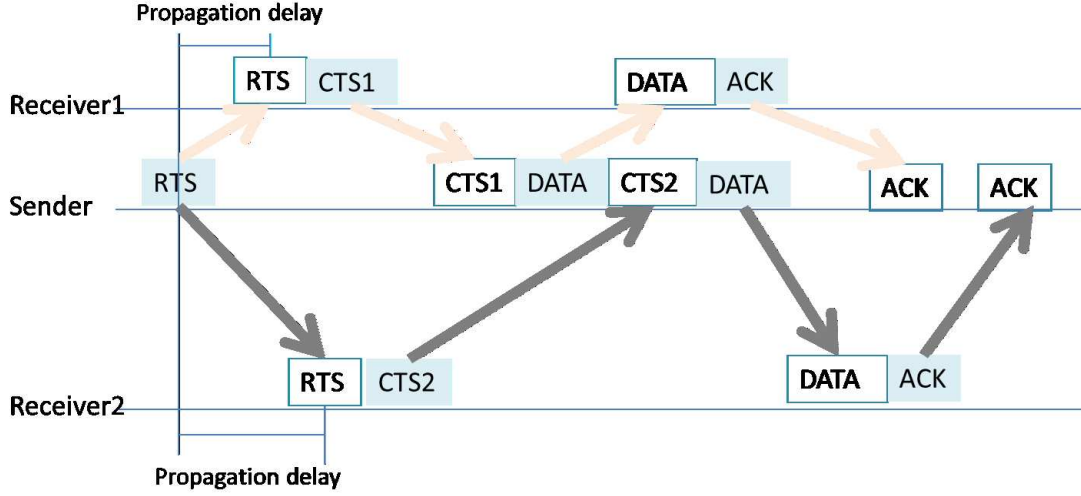 Propagation delay
RTS CTS1 DATA ACK
Receiver1
RTS CTS1 DATA CTS2 DATA ACK ACK
Sender
RTS CTS2 DATA ACK
Receiver2
Propagation delay